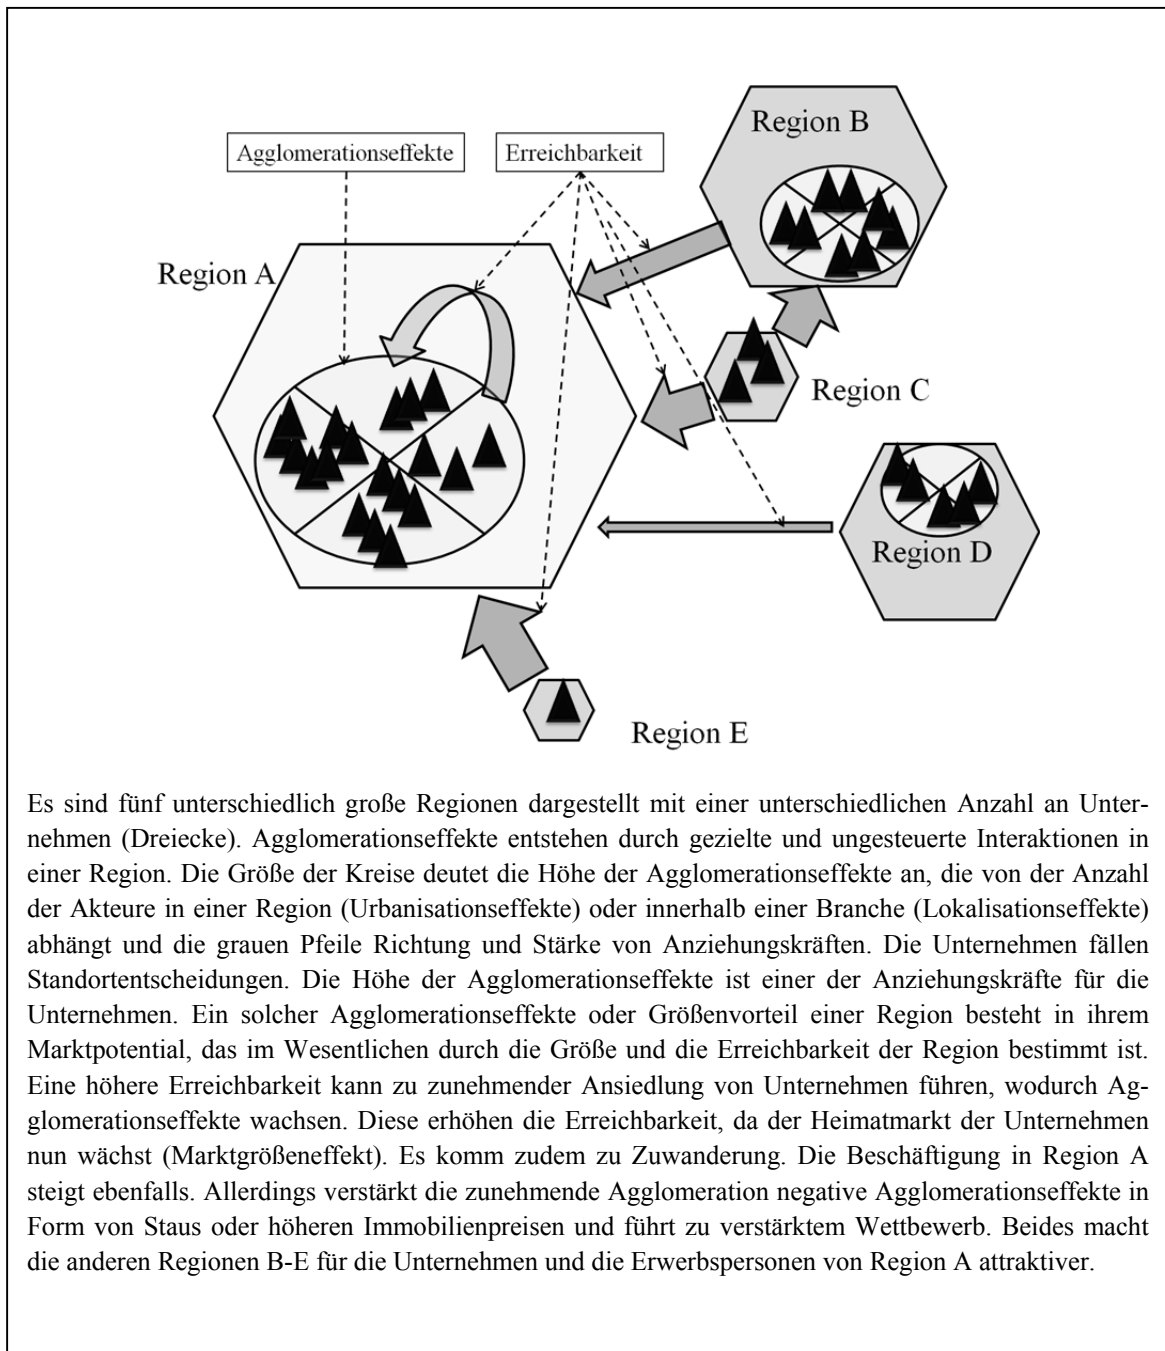 Region B
Agglomerationseffekte
Erreichbarkeit
Region A
Region C
Region D
Region E
Es sind fünf unterschiedlich große Regionen dargestellt mit einer unterschiedlichen Anzahl an Unter-
nehmen (Dreiecke). Agglomerationseffekte entstehen durch gezielte und ungesteuerte Interaktionen in
einer Region. Die Größe der Kreise deutet die Höhe der Agglomerationseffekte an, die von der Anzahl
der Akteure in einer Region (Urbanisationseffekte) oder innerhalb einer Branche (Lokalisationseffekte)
abhängt und die grauen Pfeile Richtung und Stärke von Anziehungskräften. Die Unternehmen fällen
Standortentscheidungen. Die Höhe der Agglomerationseffekte ist einer der Anziehungskräfte für die
Unternehmen. Ein solcher Agglomerationseffekte oder Größenvorteil einer Region besteht in ihrem
Marktpotential, das im Wesentlichen durch die Größe und die Erreichbarkeit der Region bestimmt ist.
Eine höhere Erreichbarkeit kann zu zunehmender Ansiedlung von Unternehmen führen, wodurch Ag-
glomerationseffekte wachsen. Diese erhöhen die Erreichbarkeit, da der Heimatmarkt der Unternehmen
nun wächst (Marktgrößeneffekt). Es komm zudem zu Zuwanderung. Die Beschäftigung in Region A
steigt ebenfalls. Allerdings verstärkt die zunehmende Agglomeration negative Agglomerationseffekte in
Form von Staus oder höheren Immobilienpreisen und führt zu verstärktem Wettbewerb. Beides macht
die anderen Regionen B-E für die Unternehmen und die Erwerbspersonen von Region A attraktiver.